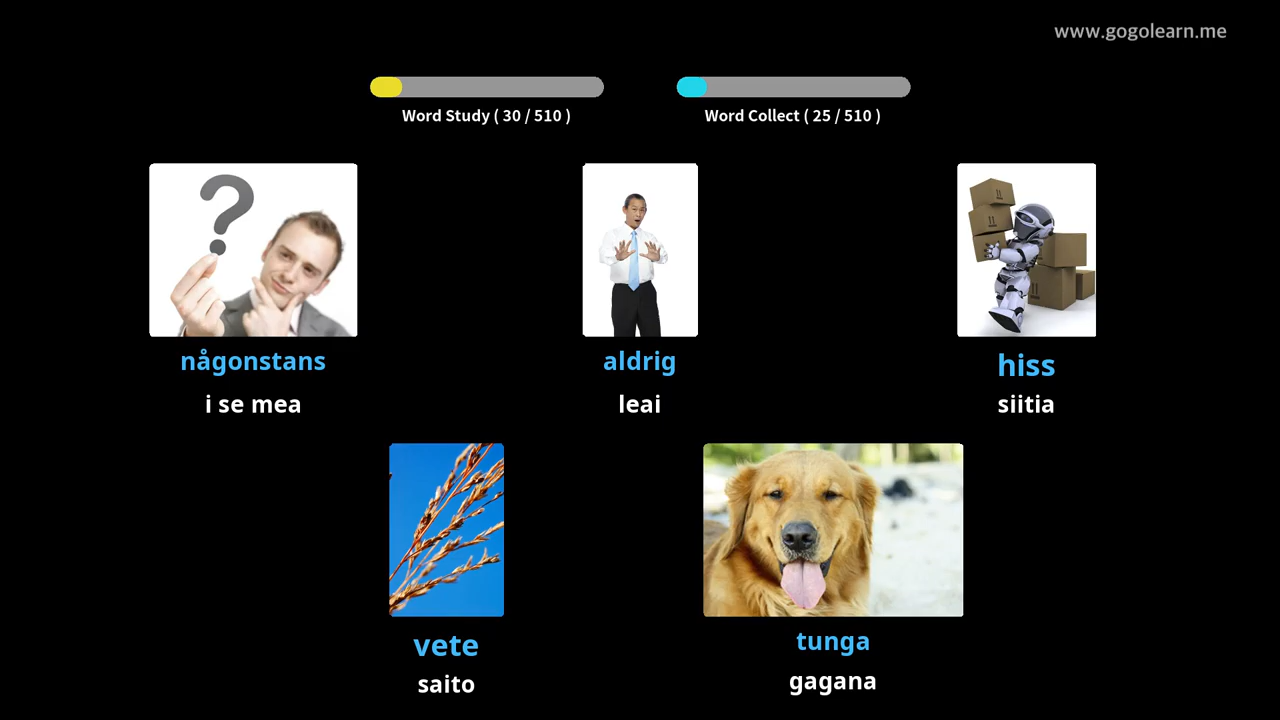 www.gogolearn.me
Word Study ( 30 / 510 )
Word Collect ( 25 / 510 )
någonstans
i se mea
aldrig
leai
hiss
siitia
vete
saito
tunga
gagana